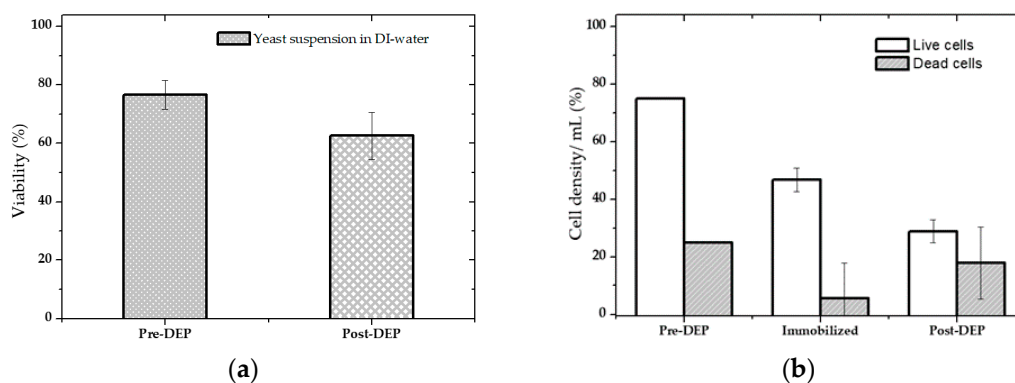 100
80
60
40
20
0
Viability (%)
Yeast suspension in DI-water
Pre-DEP Post-DEP
(a)
100
80
60
40
20
0
Cell density/ mL (%)
Live cells
Dead cells
Pre-DEP Immobilized Post-DEP
(b)